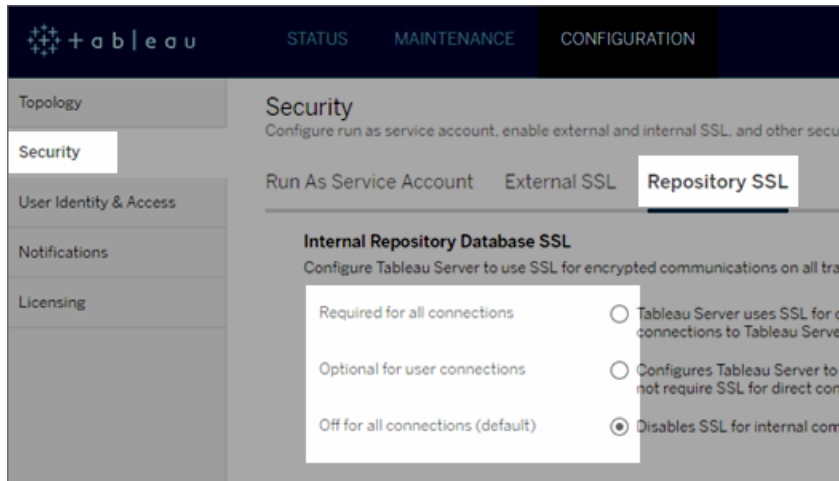 + a b | e a u STATUS MAINTENANCE CONFIGURATION
Topology
Security
User Identity & Access
Notifications
Licensing
Security
Configure run as service account, enable external and internal SSL, and other secu
Run As Service Account External SSL Repository SSL
Internal Repository Database SSL
Configure Tableau Server to use SSL for encrypted communications on all tra
Required for all connections
Tableau Server uses SSL for
connections to Tableau Serve
Optional for user connections
Configures Tableau Server to
not require SSL for direct con
Off for all connections (default)
Disables SSL for internal com